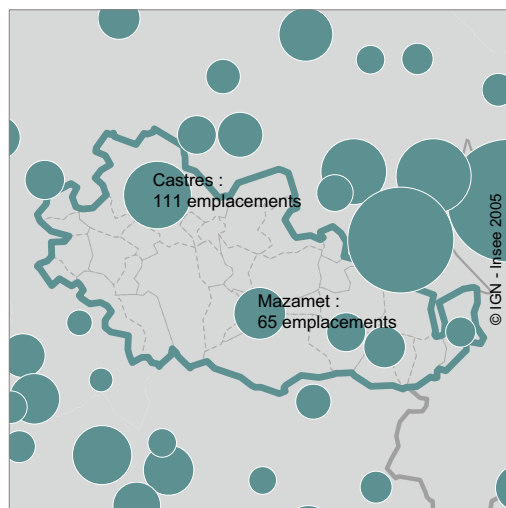 Castres :
111 emplacements
Mazamet :
65 emplacements
© IGN - Insee 2005